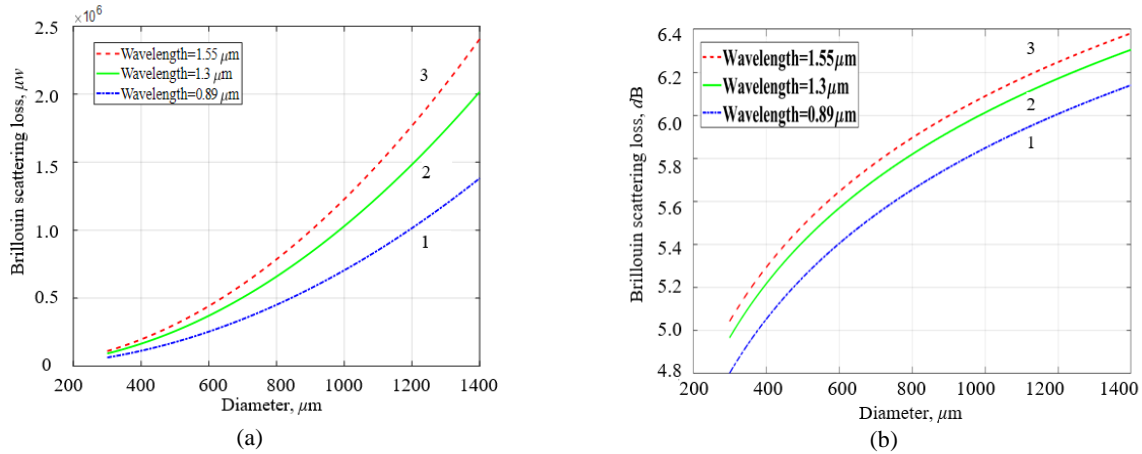 ×10⁶
2.5
2.0
1.5
1.0
0.5
0
Brillouin scattering loss, μw
Wavelength=1.55 μm
Wavelength=1.3 μm
Wavelength=0.89 μm
3
2
1
200 400 600 800 1000 1200 1400
Diameter, μm
(a)
6.4
6.2
6.0
5.8
5.6
5.4
5.2
5.0
4.8
Brillouin scattering loss, dB
Wavelength=1.55μm
Wavelength=1.3μm
Wavelength=0.89μm
3
2
1
200 400 600 800 1000 1200 1400
Diameter, μm
(b)